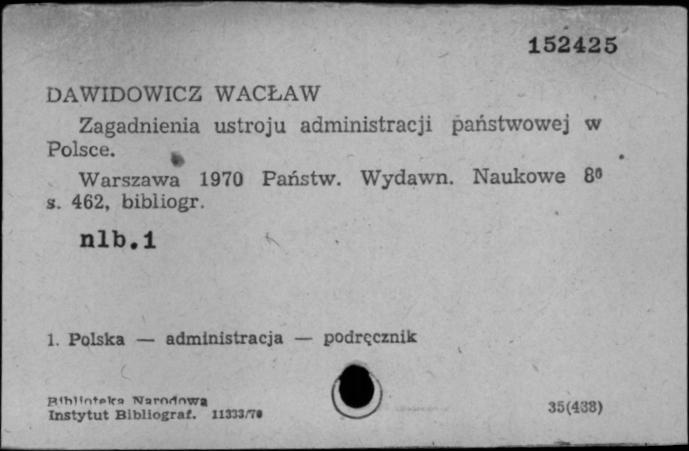 152425
DAWIDOWICZ WACŁAW
Zagadnienia ustroju administracji państwowej w
Polsce.
Warszawa 1970 Państw. Wydawn. Naukowe 8°
s. 462, bibliogr.
nlb.1
1. Polska — administracja — podręcznik
Biblioteka Narodowa
Instytut Bibliograf. 11333/70
35(438)